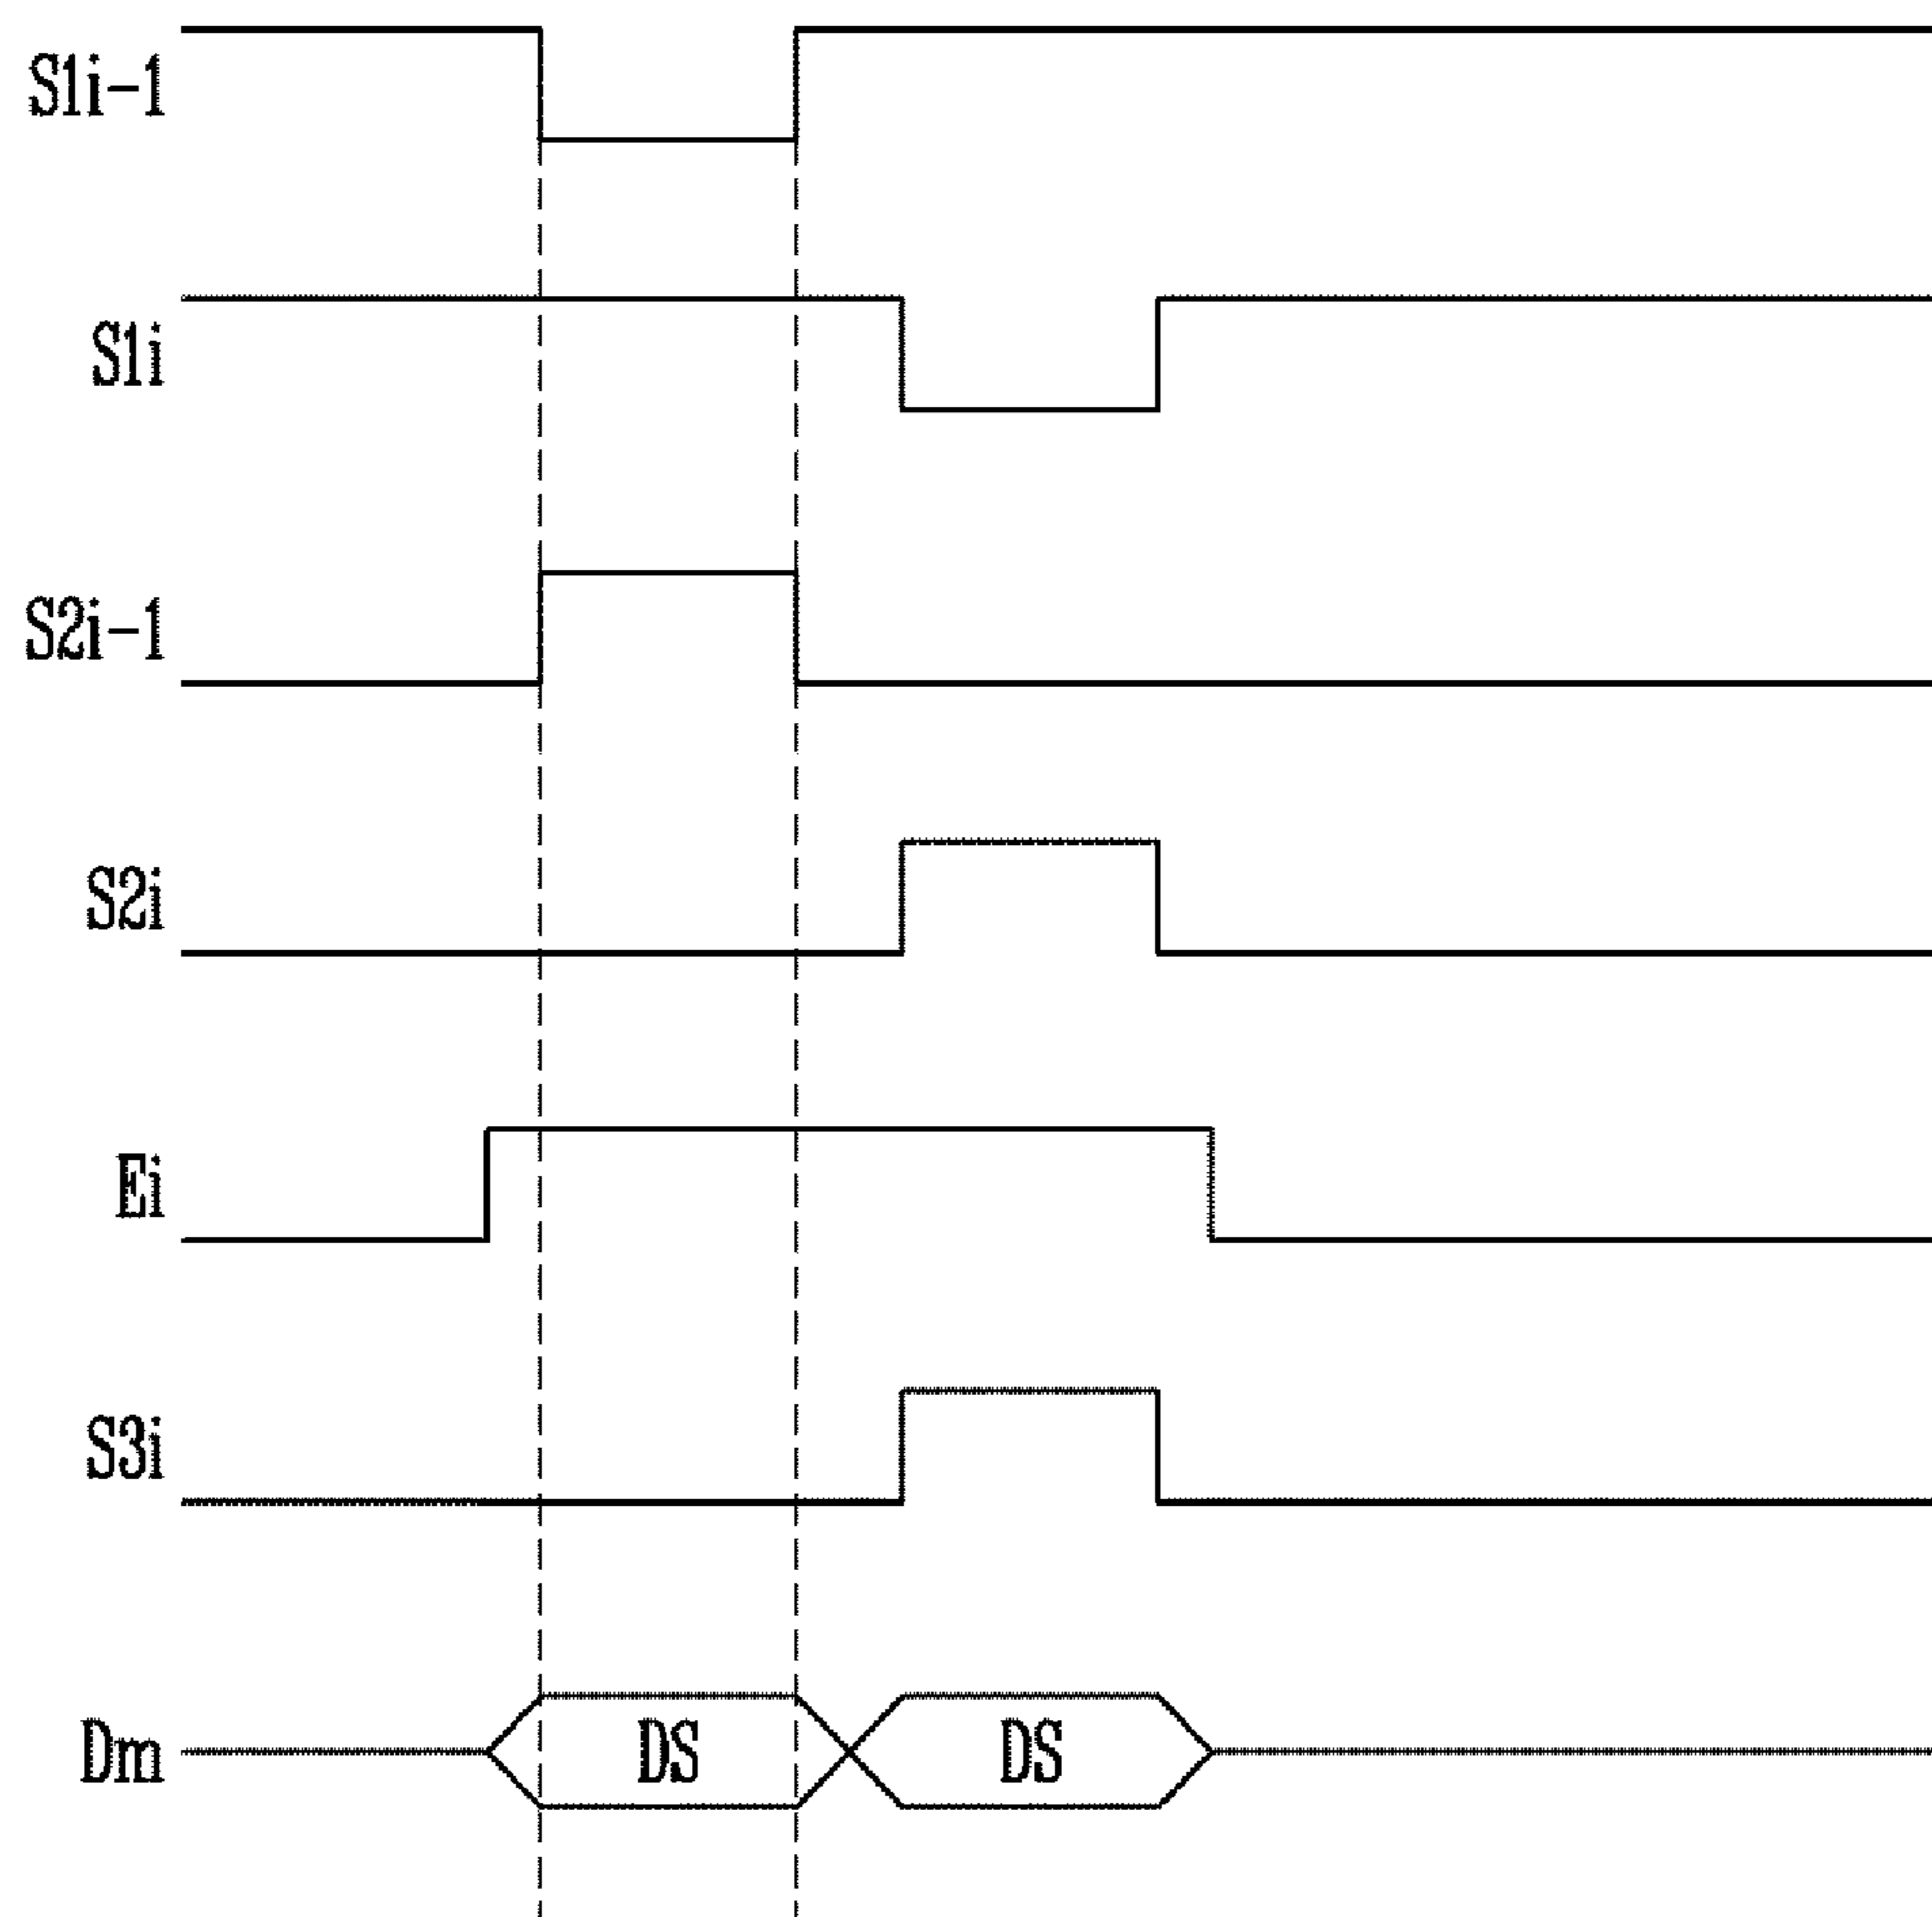 S1i-1
S1i
S2i-1
S2i
Ei
S3i
Dm DS DS